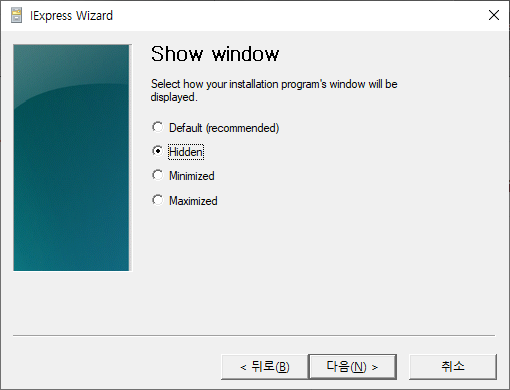 IExpress Wizard
Show window
Select how your installation program's window will be
displayed.
Default (recommended)
Hidden
Minimized
Maximized
< 뒤로(B)
다음(N) >
취소